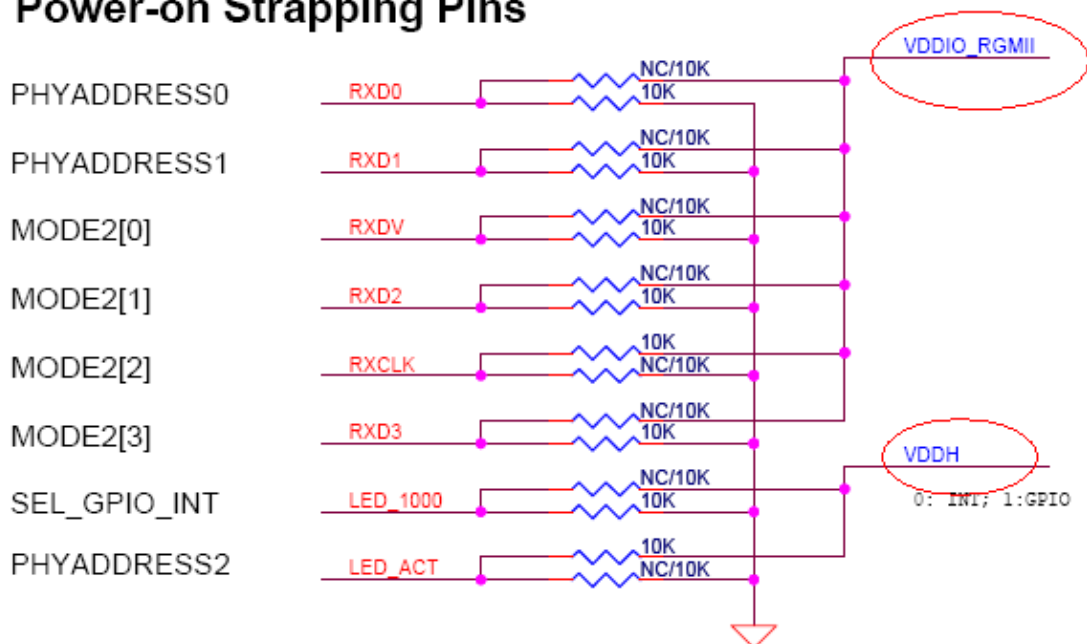 Power-on Strapping Pins
VDDIO_RGMII
PHYADDRESS0 RXD0 NC/10K
10K
PHYADDRESS1 RXD1 NC/10K
10K
MODE2[0] RXDV NC/10K
10K
MODE2[1] RXD2 NC/10K
10K
MODE2[2] RXCLK 10K
NC/10K
MODE2[3] RXD3 NC/10K
10K
VDDH
SEL_GPIO_INT LED_1000 NC/10K
10K
0: INT; 1:GPIO
PHYADDRESS2 LED_ACT 10K
NC/10K